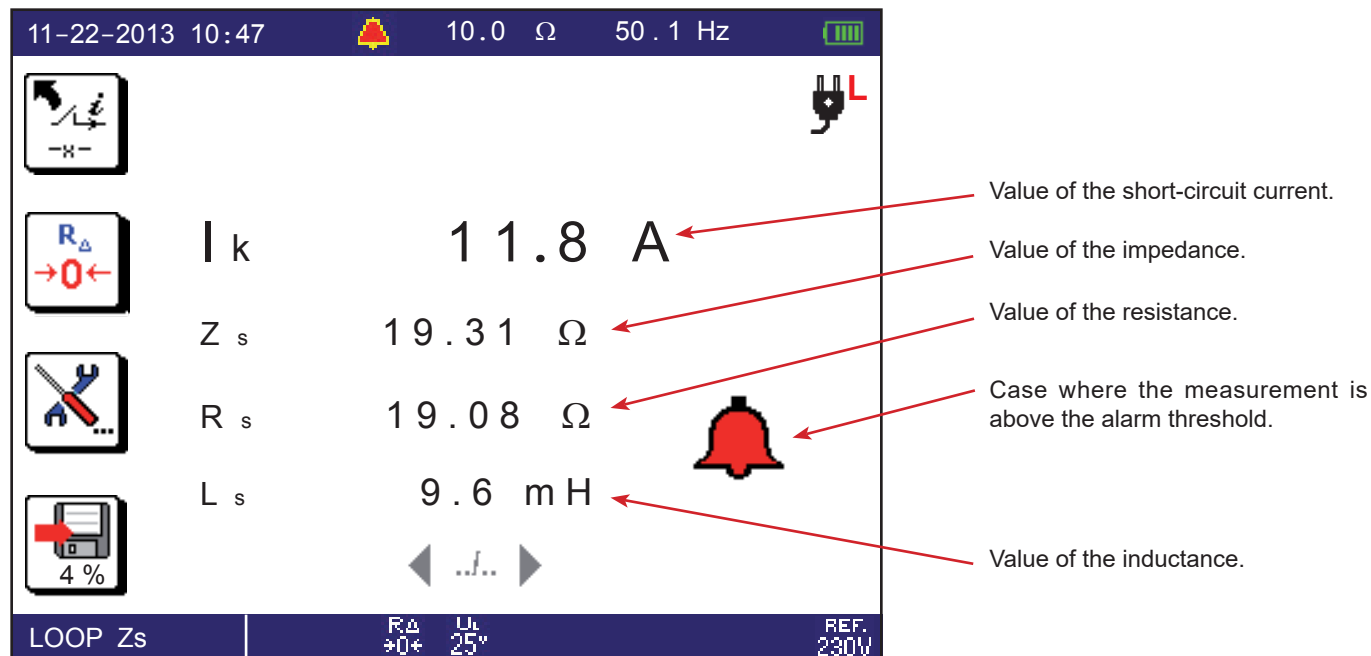 11-22-2013 10:47 10.0 Ω 50.1 Hz
L
i
-x-
Value of the short-circuit current.
RΔ
→0←
Ik 11.8 A
Value of the impedance.
Zs 19.31 Ω
Value of the resistance.
Case where the measurement is
above the alarm threshold.
...
Rs 19.08 Ω
Ls 9.6 mH
4 %
../..
Value of the inductance.
LOOP Zs RΔ UL REF.
→0← 25v 230V